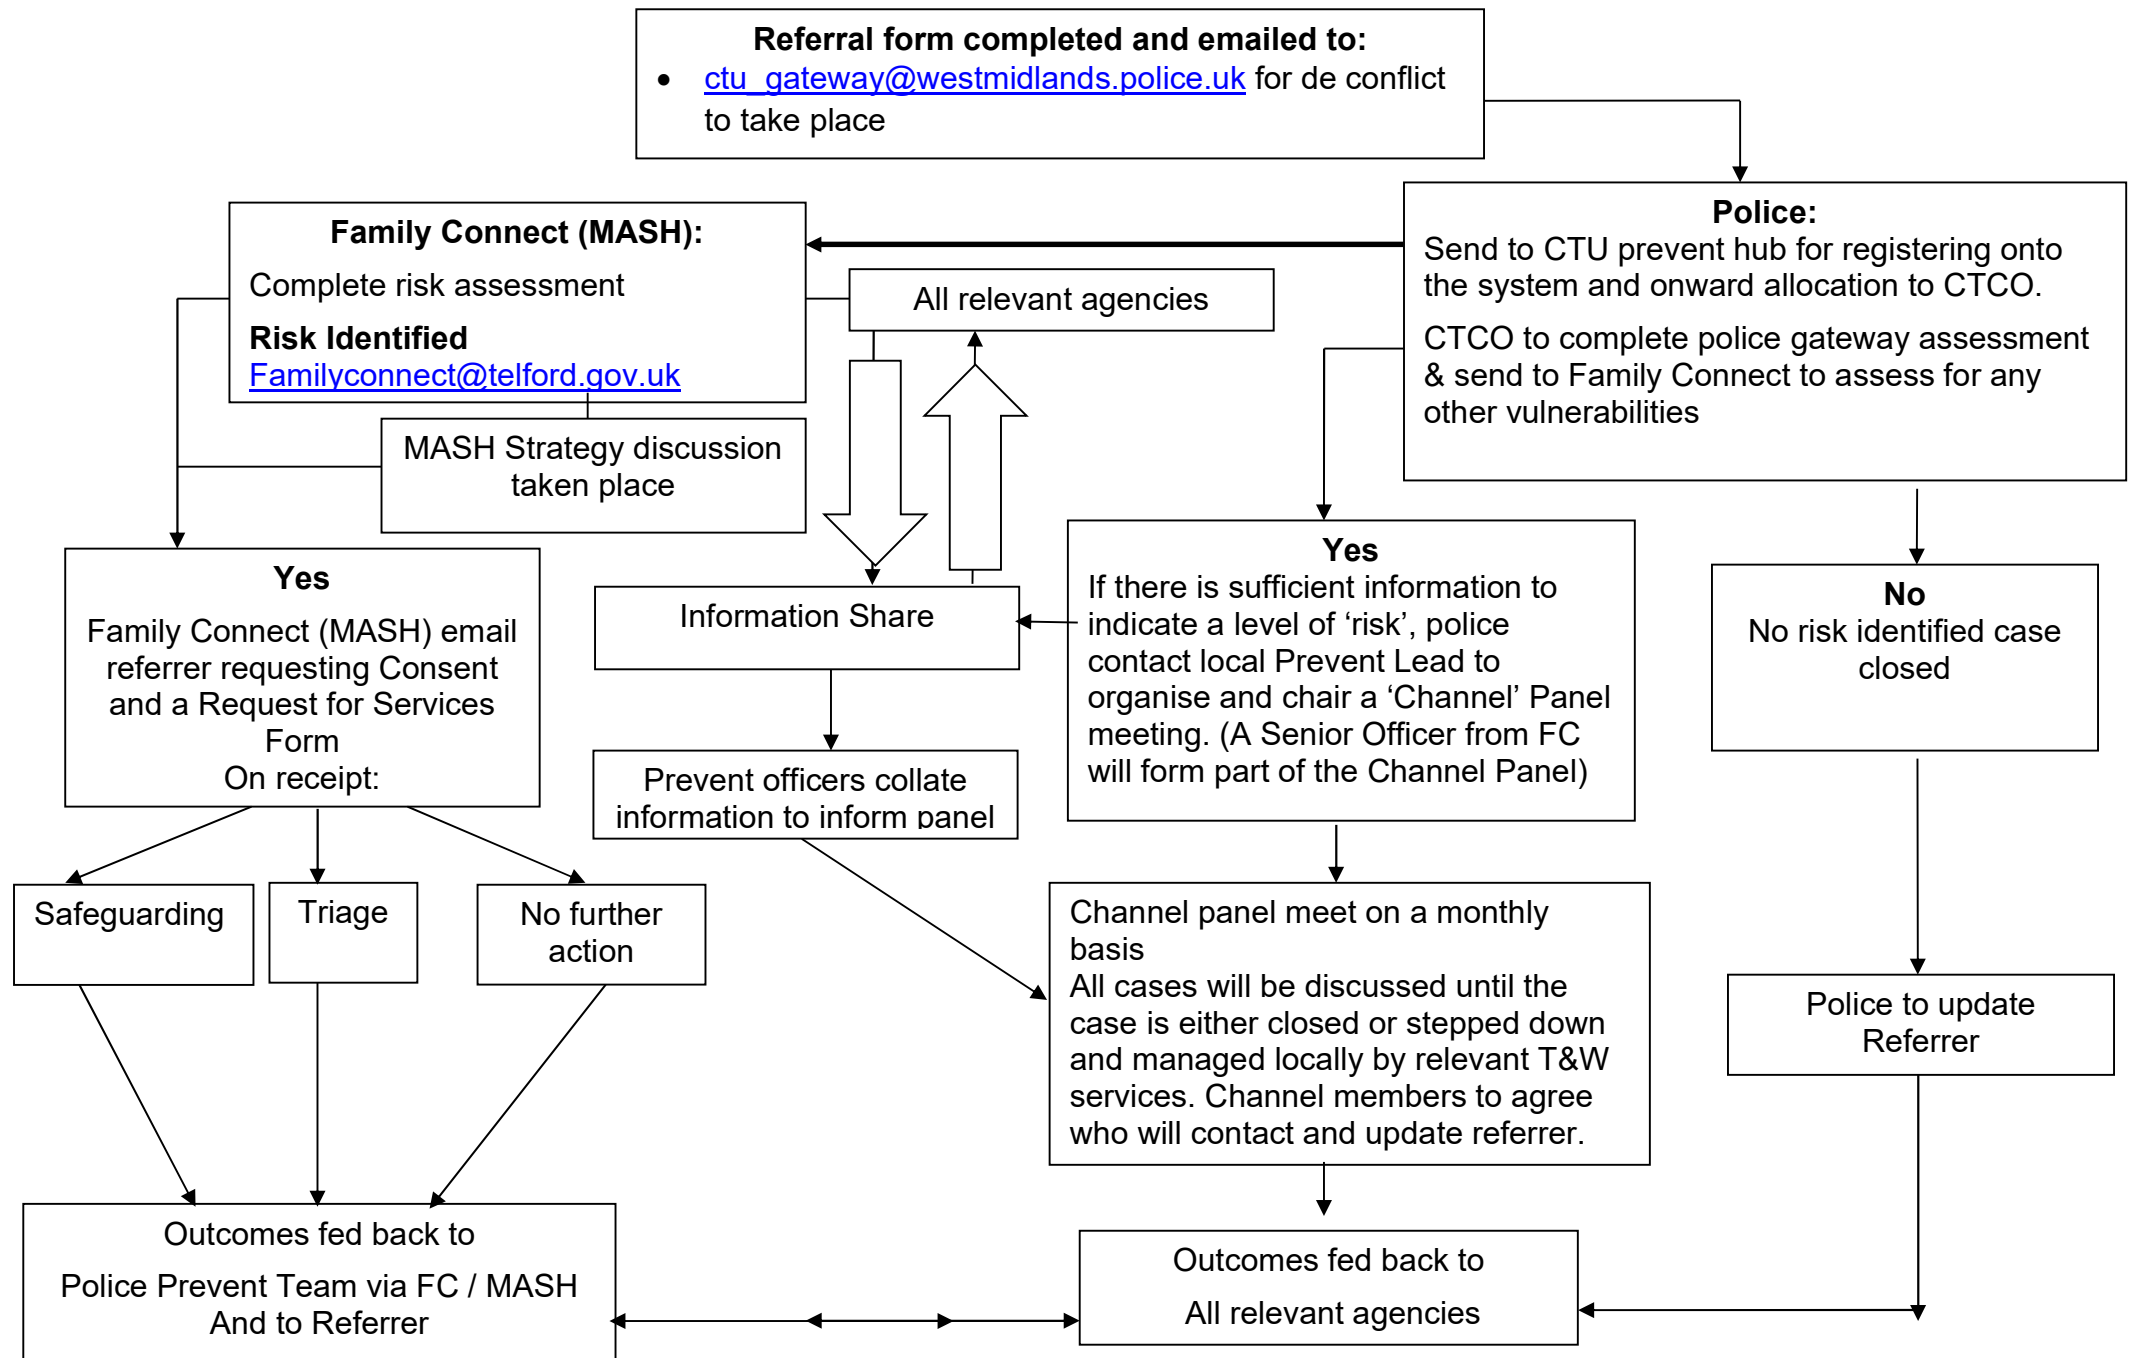 Referral form completed and emailed to:
• ctu_gateway@westmidlands.police.uk for de conflict
to take place
Police:
Send to CTU prevent hub for registering onto
the system and onward allocation to CTCO.
CTCO to complete police gateway assessment
& send to Family Connect to assess for any
other vulnerabilities
Family Connect (MASH):
Complete risk assessment
Risk Identified
Familyconnect@telford.gov.uk
All relevant agencies
MASH Strategy discussion
taken place
Yes
Family Connect (MASH) email
referrer requesting Consent
and a Request for Services
Form
On receipt:
Information Share
Yes
If there is sufficient information to
indicate a level of ‘risk’, police
contact local Prevent Lead to
organise and chair a ‘Channel’ Panel
meeting. (A Senior Officer from FC
will form part of the Channel Panel)
No
No risk identified case
closed
Prevent officers collate
information to inform panel
Safeguarding
Triage
No further
action
Channel panel meet on a monthly
basis
All cases will be discussed until the
case is either closed or stepped down
and managed locally by relevant T&W
services. Channel members to agree
who will contact and update referrer.
Police to update
Referrer
Outcomes fed back to
Police Prevent Team via FC / MASH
And to Referrer
Outcomes fed back to
All relevant agencies